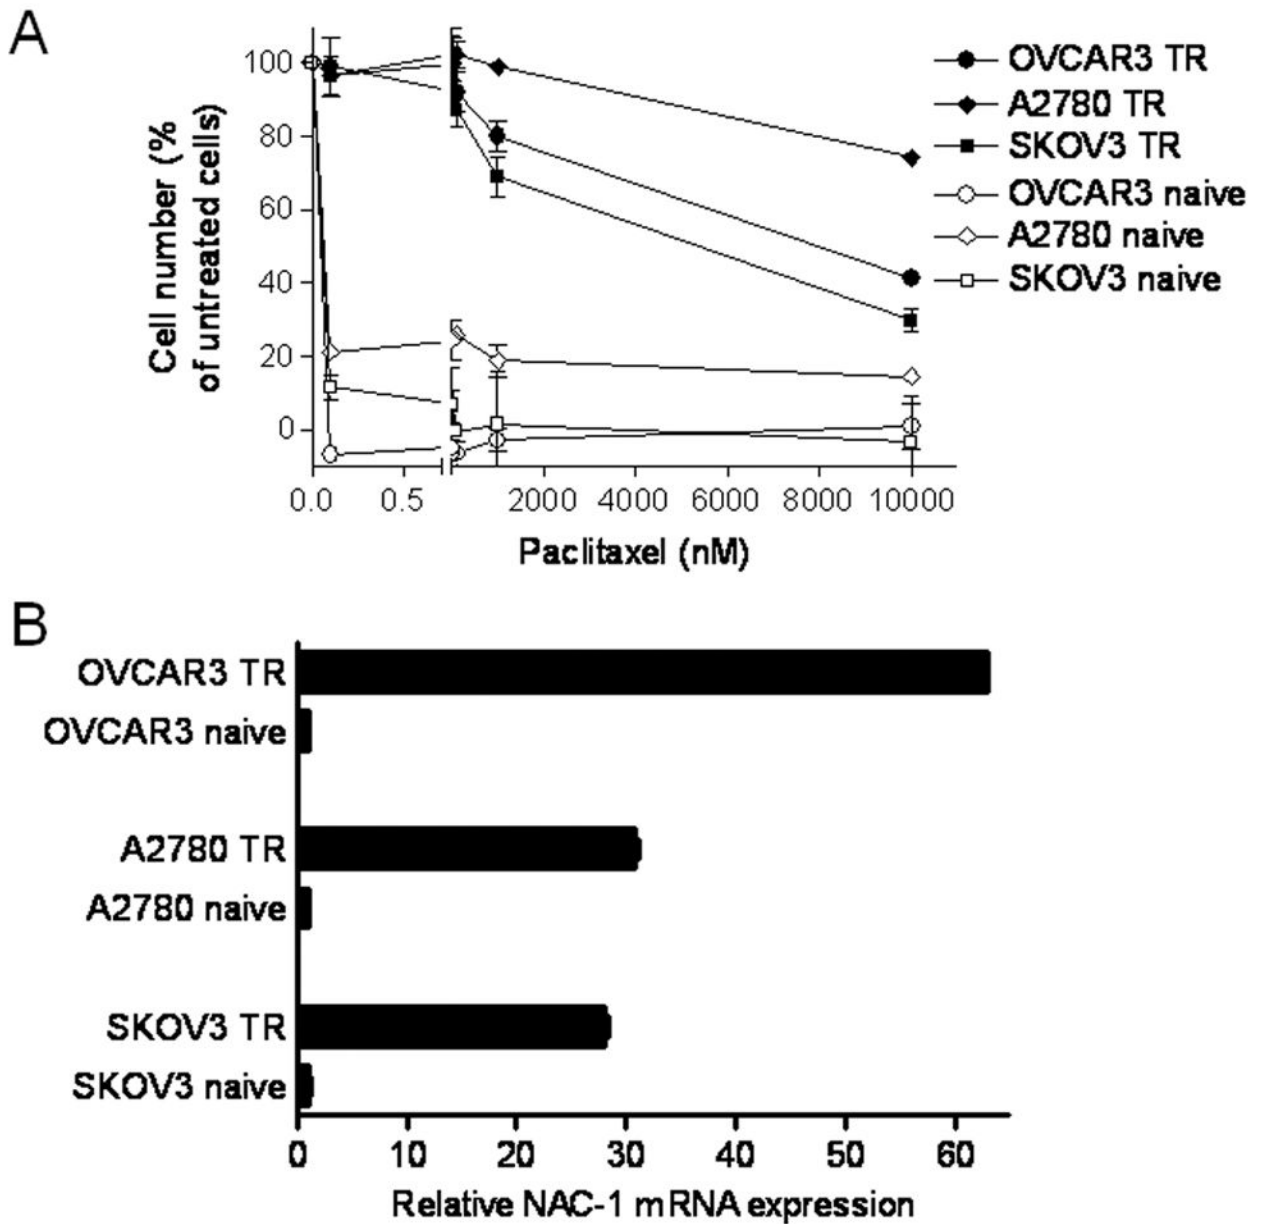 A
100
80
60
40
20
0
Cell number (%
of untreated cells)
0.0 0.5 2000 4000 6000 8000 10000
Paclitaxel (nM)
OVCAR3 TR
A2780 TR
SKOV3 TR
OVCAR3 naive
A2780 naive
SKOV3 naive
B
OVCAR3 TR
OVCAR3 naive
A2780 TR
A2780 naive
SKOV3 TR
SKOV3 naive
0 10 20 30 40 50 60
Relative NAC-1 mRNA expression